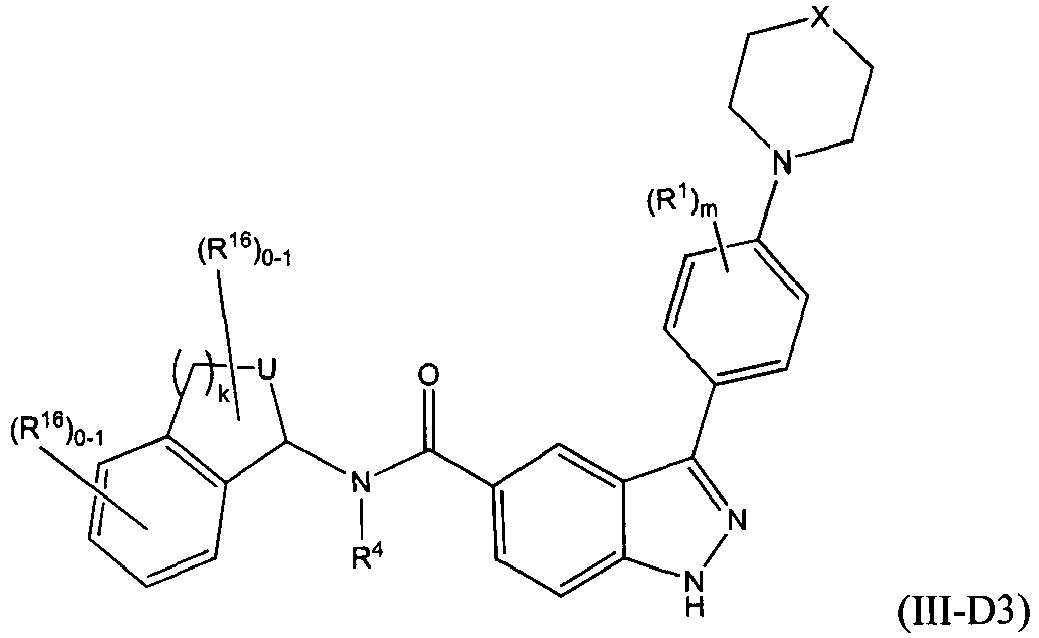 X
N
(R¹)ₘ
(R¹⁶)₀₋₁
( )ₖ U
O
(R¹⁶)₀₋₁
N
N
R⁴
N
H
(III-D3)